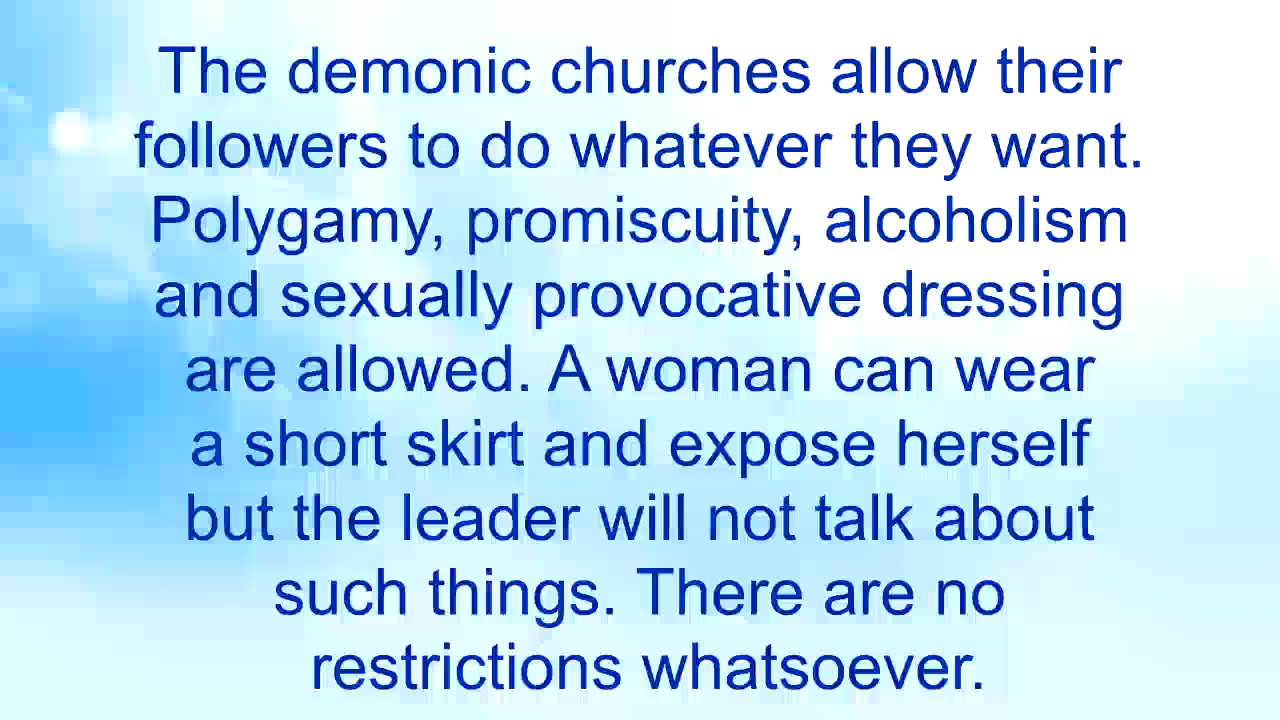 The demonic churches allow their
followers to do whatever they want.
Polygamy, promiscuity, alcoholism
and sexually provocative dressing
are allowed. A woman can wear
a short skirt and expose herself
but the leader will not talk about
such things. There are no
restrictions whatsoever.